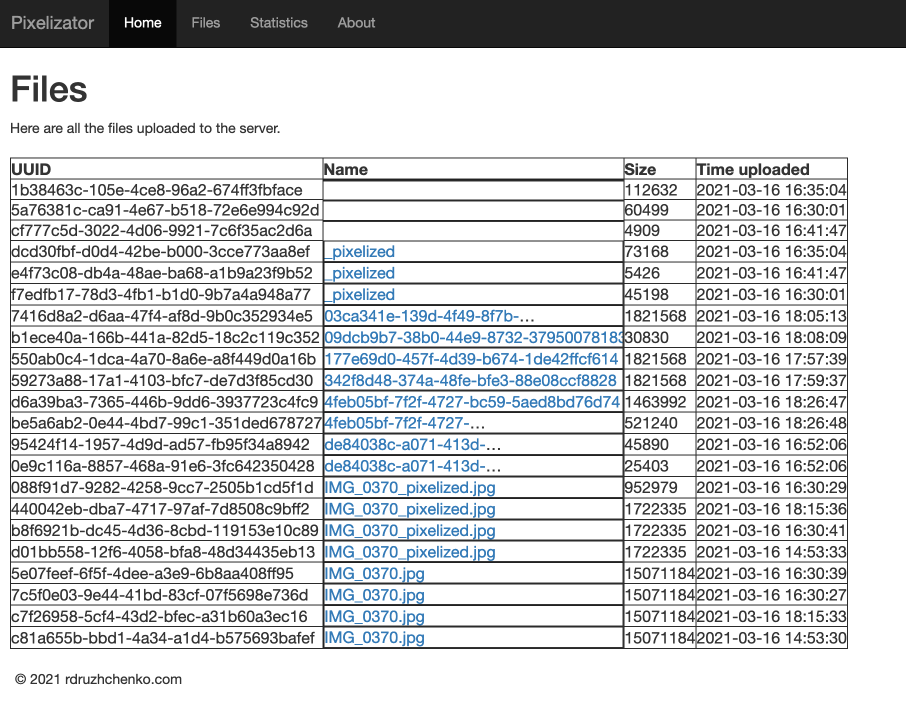 Pixelizator Home Files Statistics About
Files
Here are all the files uploaded to the server.
UUID Name Size Time uploaded
1b38463c-105e-4ce8-96a2-674ff3fbface 112632 2021-03-16 16:35:04
5a76381c-ca91-4e67-b518-72e6e994c92d 60499 2021-03-16 16:30:01
cf777c5d-3022-4d06-9921-7c6f35ac2d6a 4909 2021-03-16 16:41:47
dcd30fbf-d0d4-42be-b000-3cce773aa8ef _pixelized 73168 2021-03-16 16:35:04
e4f73c08-db4a-48ae-ba68-a1b9a23f9b52 _pixelized 5426 2021-03-16 16:41:47
f7edfb17-78d3-4fb1-b1d0-9b7a4a948a77 _pixelized 45198 2021-03-16 16:30:01
7416d8a2-d6aa-47f4-af8d-9b0c352934e5 03ca341e-139d-4f49-8f7b-... 1821568 2021-03-16 18:05:13
b1ece40a-166b-441a-82d5-18c2c119c352 09dcb9b7-38b0-44e9-8732-3795007818 30830 2021-03-16 18:08:09
550ab0c4-1dca-4a70-8a6e-a8f449d0a16b 177e69d0-457f-4d39-b674-1de42ffcf614 1821568 2021-03-16 17:57:39
59273a88-17a1-4103-bfc7-de7d3f85cd30 342f8d48-374a-48fe-bfe3-88e08ccf8828 1821568 2021-03-16 17:59:37
d6a39ba3-7365-446b-9dd6-3937723c4fc9 4feb05bf-7f2f-4727-bc59-5aed8bd76d74 1463992 2021-03-16 18:26:47
be5a6ab2-0e44-4bd7-99c1-351ded678727 4feb05bf-7f2f-4727-... 521240 2021-03-16 18:26:48
95424f14-1957-4d9d-ad57-fb95f34a8942 de84038c-a071-413d-... 45890 2021-03-16 16:52:06
0e9c116a-8857-468a-91e6-3fc642350428 de84038c-a071-413d-... 25403 2021-03-16 16:52:06
088f91d7-9282-4258-9cc7-2505b1cd5f1d IMG_0370_pixelized.jpg 952979 2021-03-16 16:30:29
440042eb-dba7-4717-97af-7d8508c9bff2 IMG_0370_pixelized.jpg 1722335 2021-03-16 18:15:36
b8f6921b-dc45-4d36-8cbd-119153e10c89 IMG_0370_pixelized.jpg 1722335 2021-03-16 16:30:41
d01bb558-12f6-4058-bfa8-48d34435eb13 IMG_0370_pixelized.jpg 1722335 2021-03-16 14:53:33
5e07feef-6f5f-4dee-a3e9-6b8aa408ff95 IMG_0370.jpg 15071184 2021-03-16 16:30:39
7c5f0e03-9e44-41bd-83cf-07f5698e736d IMG_0370.jpg 15071184 2021-03-16 16:30:27
c7f26958-5cf4-43d2-bfec-a31b60a3ec16 IMG_0370.jpg 15071184 2021-03-16 18:15:33
c81a655b-bbd1-4a34-a1d4-b575693bafef IMG_0370.jpg 15071184 2021-03-16 14:53:30
© 2021 rdruzhchenko.com